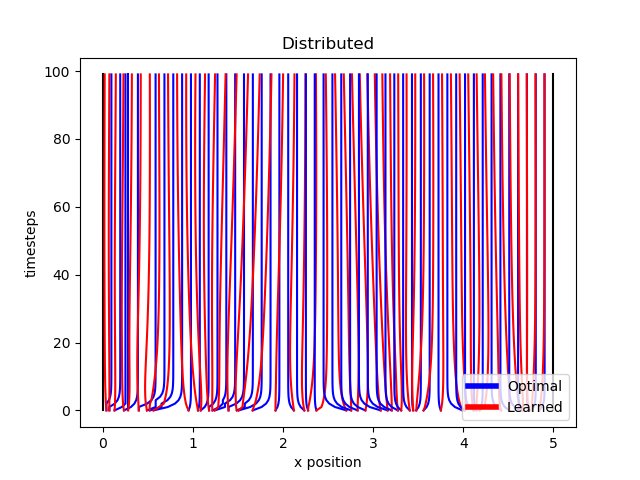 Distributed
100
80
60
40
20
0
timesteps
0 1 2 3 4 5
x position
Optimal
Learned